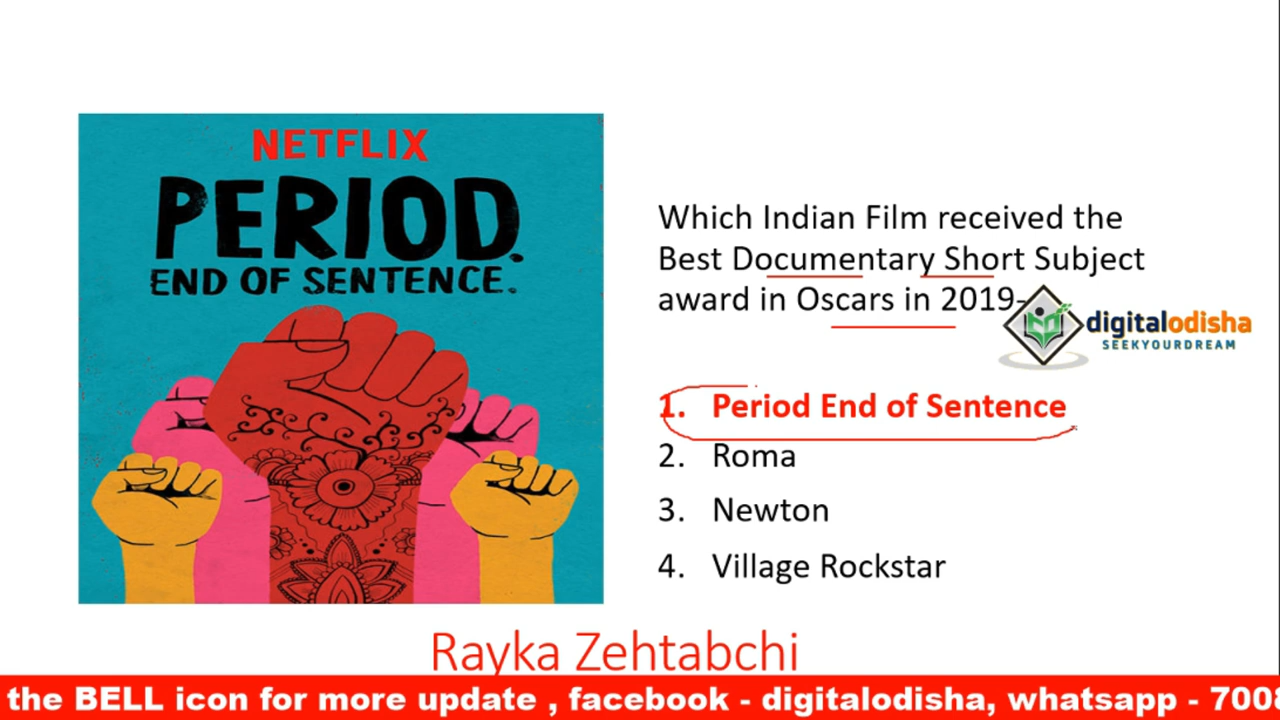 NETFLIX
PERIOD.
END OF SENTENCE.
Which Indian Film received the
Best Documentary Short Subject
award in Oscars in 2019-
digitalodisha
SEEKYOURDREAM
1. Period End of Sentence
2. Roma
3. Newton
4. Village Rockstar
Rayka Zehtabchi
the BELL icon for more update , facebook - digitalodisha, whatsapp - 700